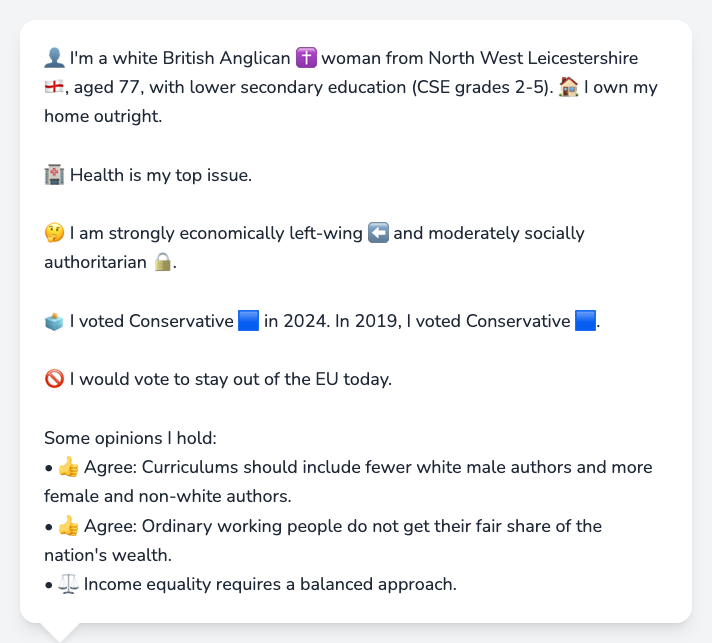 👤 I'm a white British Anglican ✝️ woman from North West Leicestershire
🏴󠁧󠁢󠁥󠁮󠁧󠁿, aged 77, with lower secondary education (CSE grades 2-5). 🏠 I own my
home outright.
🏥 Health is my top issue.
🤔 I am strongly economically left-wing ⬅️ and moderately socially
authoritarian 🔒.
🗳️ I voted Conservative 🟦 in 2024. In 2019, I voted Conservative 🟦.
🚫 I would vote to stay out of the EU today.
Some opinions I hold:
• 👍 Agree: Curriculums should include fewer white male authors and more
female and non-white authors.
• 👍 Agree: Ordinary working people do not get their fair share of the
nation's wealth.
• ⚖️ Income equality requires a balanced approach.